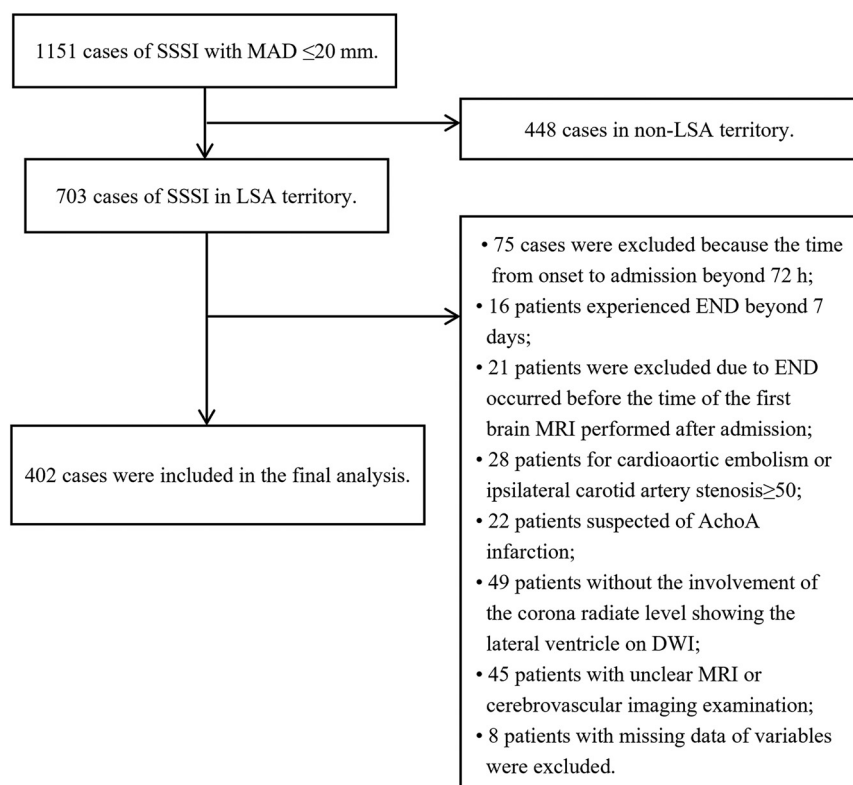 1151 cases of SSSI with MAD ≤20 mm.
448 cases in non-LSA territory.
703 cases of SSSI in LSA territory.
• 75 cases were excluded because the time
from onset to admission beyond 72 h;
• 16 patients experienced END beyond 7
days;
• 21 patients were excluded due to END
occurred before the time of the first
brain MRI performed after admission;
• 28 patients for cardioaortic embolism or
ipsilateral carotid artery stenosis≥50;
• 22 patients suspected of AchoA
infarction;
• 49 patients without the involvement of
the corona radiate level showing the
lateral ventricle on DWI;
• 45 patients with unclear MRI or
cerebrovascular imaging examination;
• 8 patients with missing data of variables
were excluded.
402 cases were included in the final analysis.